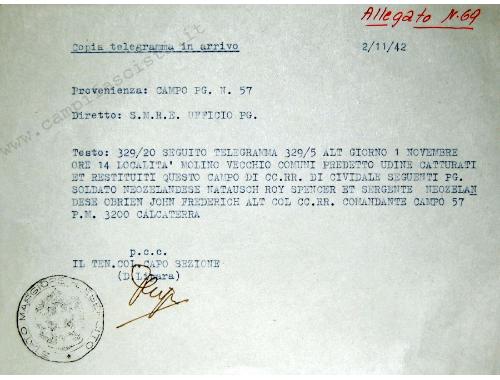 Allegato N.69
Copia telegramma in arrivo
2/11/42
Provenienza: CAMPO PG. N. 57
Diretto: S.M.R.E. UFFICIO PG.
Testo: 329/20 SEGUITO TELEGRAMMA 329/5 ALT GIORNO 1 NOVEMBRE
ORE 14 LOCALITA' MOLINO VECCHIO COMUNI PREDETTO UDINE CATTURATI
ET RESTITUITI QUESTO CAMPO DI CC.RR. DI CIVIDALE SEGUENTI PG.
SOLDATO NEOZELANDESE NATAUSCH ROY SPENCER ET SERGENTE NEOZELAN
DESE OBRIEN JOHN FREDERICH ALT COL CC.RR. COMANDANTE CAMPO 57
P.M. 3200 CALCATERRA
p.c.c.
IL TEN.COL.CAPO SEZIONE
STATO MAGGIORE
www.campifascisti.it